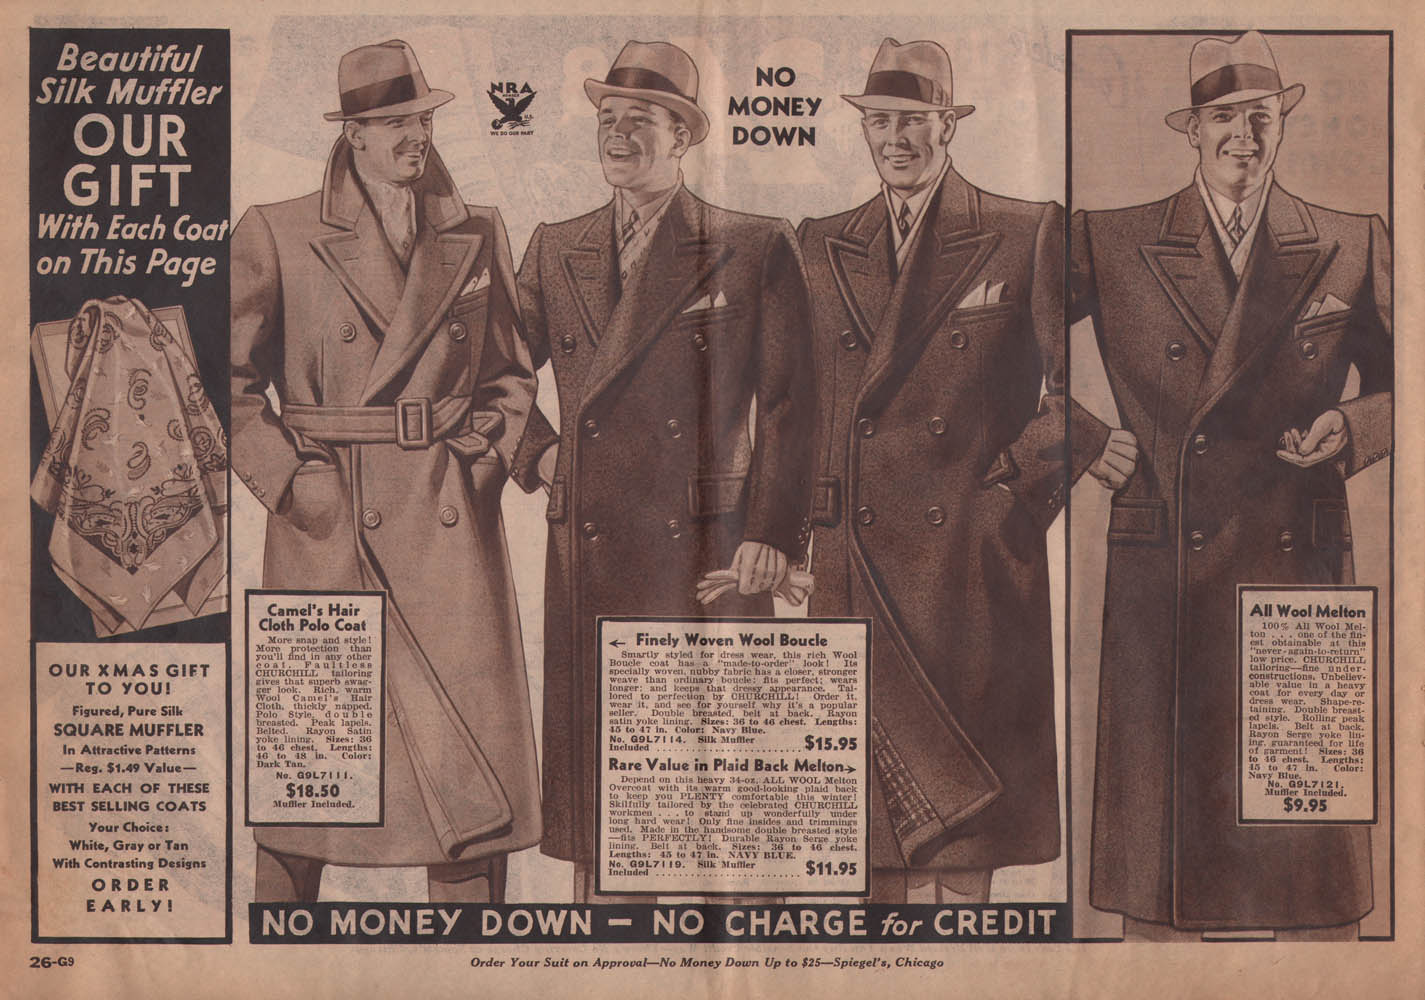 Beautiful
Silk Muffler
OUR
GIFT
With Each Coat
on This Page
OUR XMAS GIFT
TO YOU!
Figured, Pure Silk
SQUARE MUFFLER
In Attractive Patterns
—Reg. $1.49 Value—
WITH EACH OF THESE
BEST SELLING COATS
Your Choice:
White, Gray or Tan
With Contrasting Designs
ORDER
EARLY!
NRA
MEMBER
U.S.
WE DO OUR PART
NO
MONEY
DOWN
Camel's Hair
Cloth Polo Coat
More snap and style!
More protection than
you'll find in any other
coat. Faultless
CHURCHILL tailoring
gives that superb swag-
ger look. Rich, warm
Wool Camel's Hair
Cloth, thickly napped.
Polo Style, double
breasted. Peak lapels.
Belted. Rayon Satin
yoke lining. Sizes: 36
to 46 chest. Lengths:
46 to 48 in. Color:
Dark Tan.
No. G9L7111.
$18.50
Muffler Included.
← Finely Woven Wool Boucle
Smartly styled for dress wear, this rich Wool
Boucle coat has a "made-to-order" look! Its
specially woven, nubby fabric has a closer, stronger
weave than ordinary boucle; fits perfect; wears
longer; and keeps that dressy appearance. Tai-
lored to perfection by CHURCHILL! Order it,
wear it, and see for yourself why it's a popular
seller. Double breasted, belt at back. Rayon
satin yoke lining. Sizes: 36 to 46 chest. Lengths:
45 to 47 in. Color: Navy Blue.
No. G9L7114. Silk Muffler
Included .................... $15.95
Rare Value in Plaid Back Melton→
Depend on this heavy 34-oz. ALL WOOL Melton
Overcoat with its warm good-looking plaid back
to keep you PLENTY comfortable this winter!
Skilfully tailored by the celebrated CHURCHILL
workmen . . . to stand up wonderfully under
long hard wear! Only fine insides and trimmings
used. Made in the handsome double breasted style
—fits PERFECTLY! Durable Rayon Serge yoke
lining. Belt at back. Sizes: 36 to 46 chest.
Lengths: 45 to 47 in. NAVY BLUE.
No. G9L7119. Silk Muffler
Included .................... $11.95
All Wool Melton
100% All Wool Mel-
ton . . . one of the fin-
est obtainable at this
"never-again-to-return"
low price. CHURCHILL
tailoring—fine under-
constructions. Unbeliev-
able value in a heavy
coat for every day or
dress wear. Shape-re-
taining. Double breast-
ed style. Rolling peak
lapels. Belt at back.
Rayon Serge yoke lin-
ing, guaranteed for life
of garment! Sizes: 36
to 46 chest. Lengths:
45 to 47 in. Color:
Navy Blue.
No. G9L7121.
Muffler Included.
$9.95
NO MONEY DOWN — NO CHARGE for CREDIT
26-G9
Order Your Suit on Approval—No Money Down Up to $25—Spiegel's, Chicago